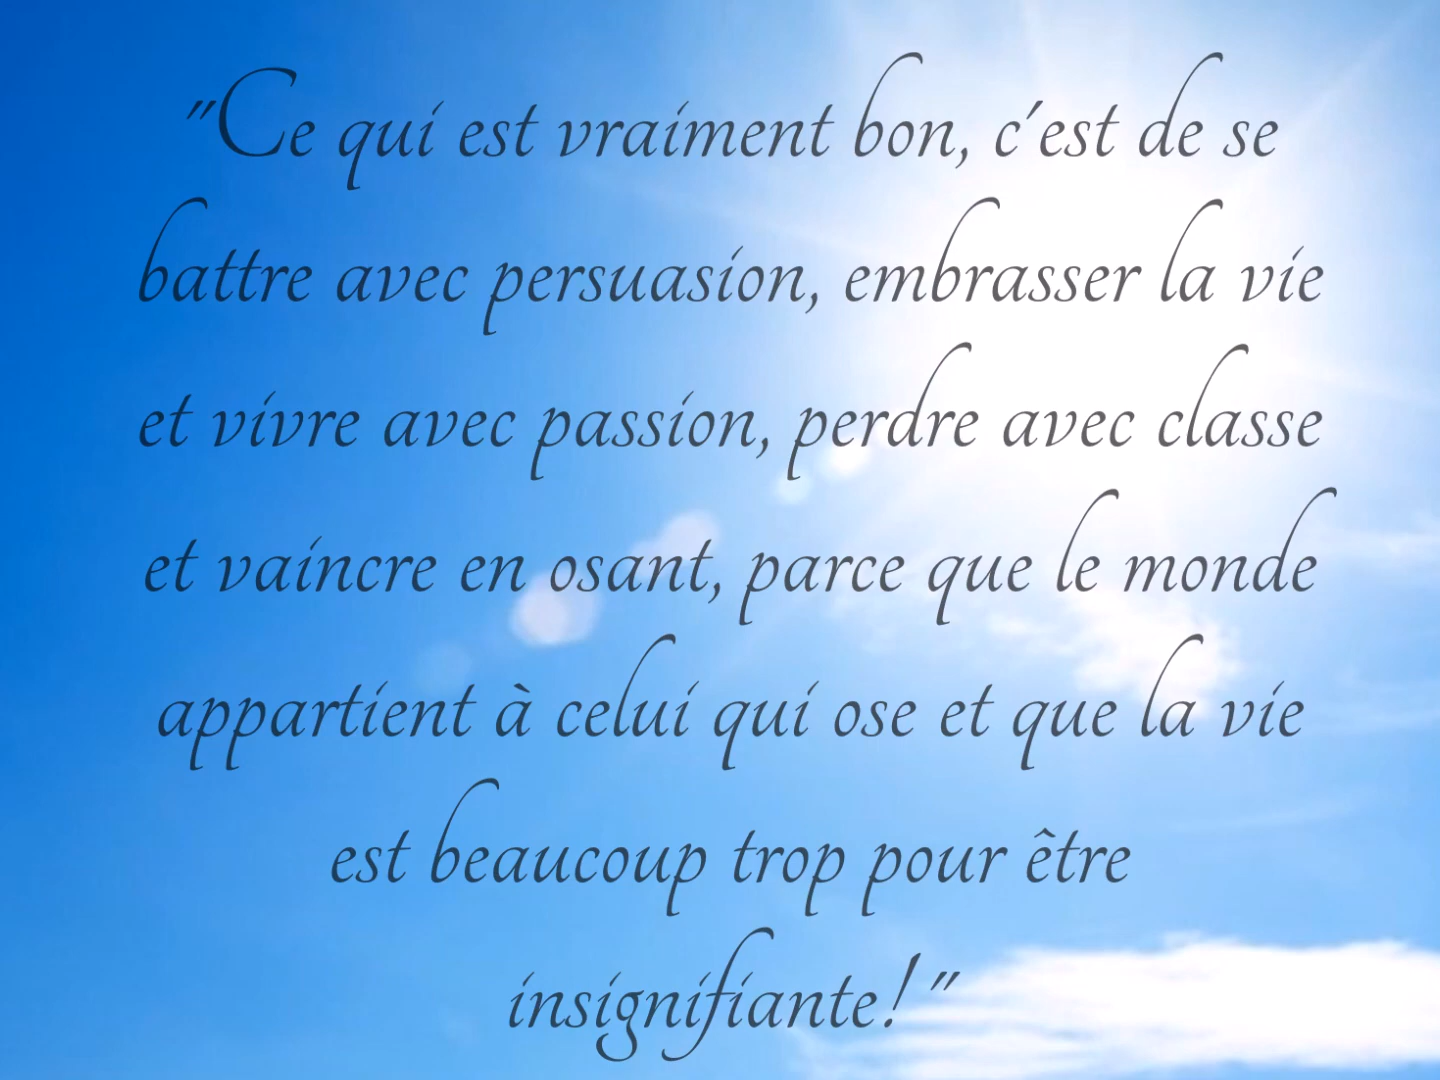 "Ce qui est vraiment bon, c'est de se
battre avec persuasion, embrasser la vie
et vivre avec passion, perdre avec classe
et vaincre en osant, parce que le monde
appartient à celui qui ose et que la vie
est beaucoup trop pour être
insignifiante!"